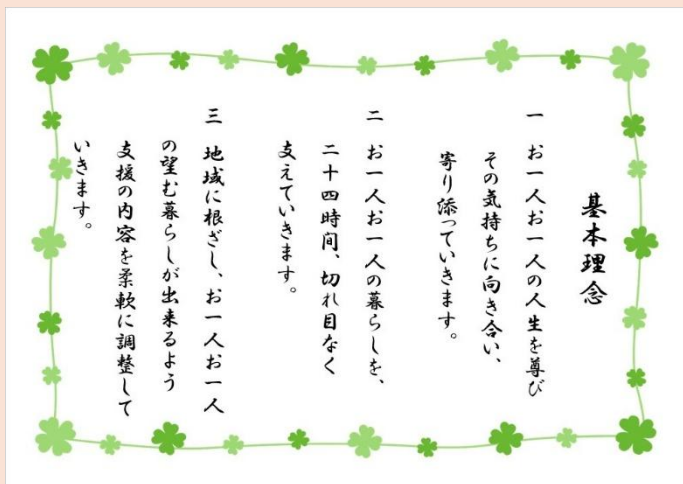 基本理念
一 お一人お一人の人生を尊び
その気持ちに向き合い、
寄り添っていきます。
二 お一人お一人の暮らしを、
二十四時間、切れ目なく
支えていきます。
三 地域に根ざし、お一人お一人
の望む暮らしが出来るよう
支援の内容を柔軟に調整して
いきます。